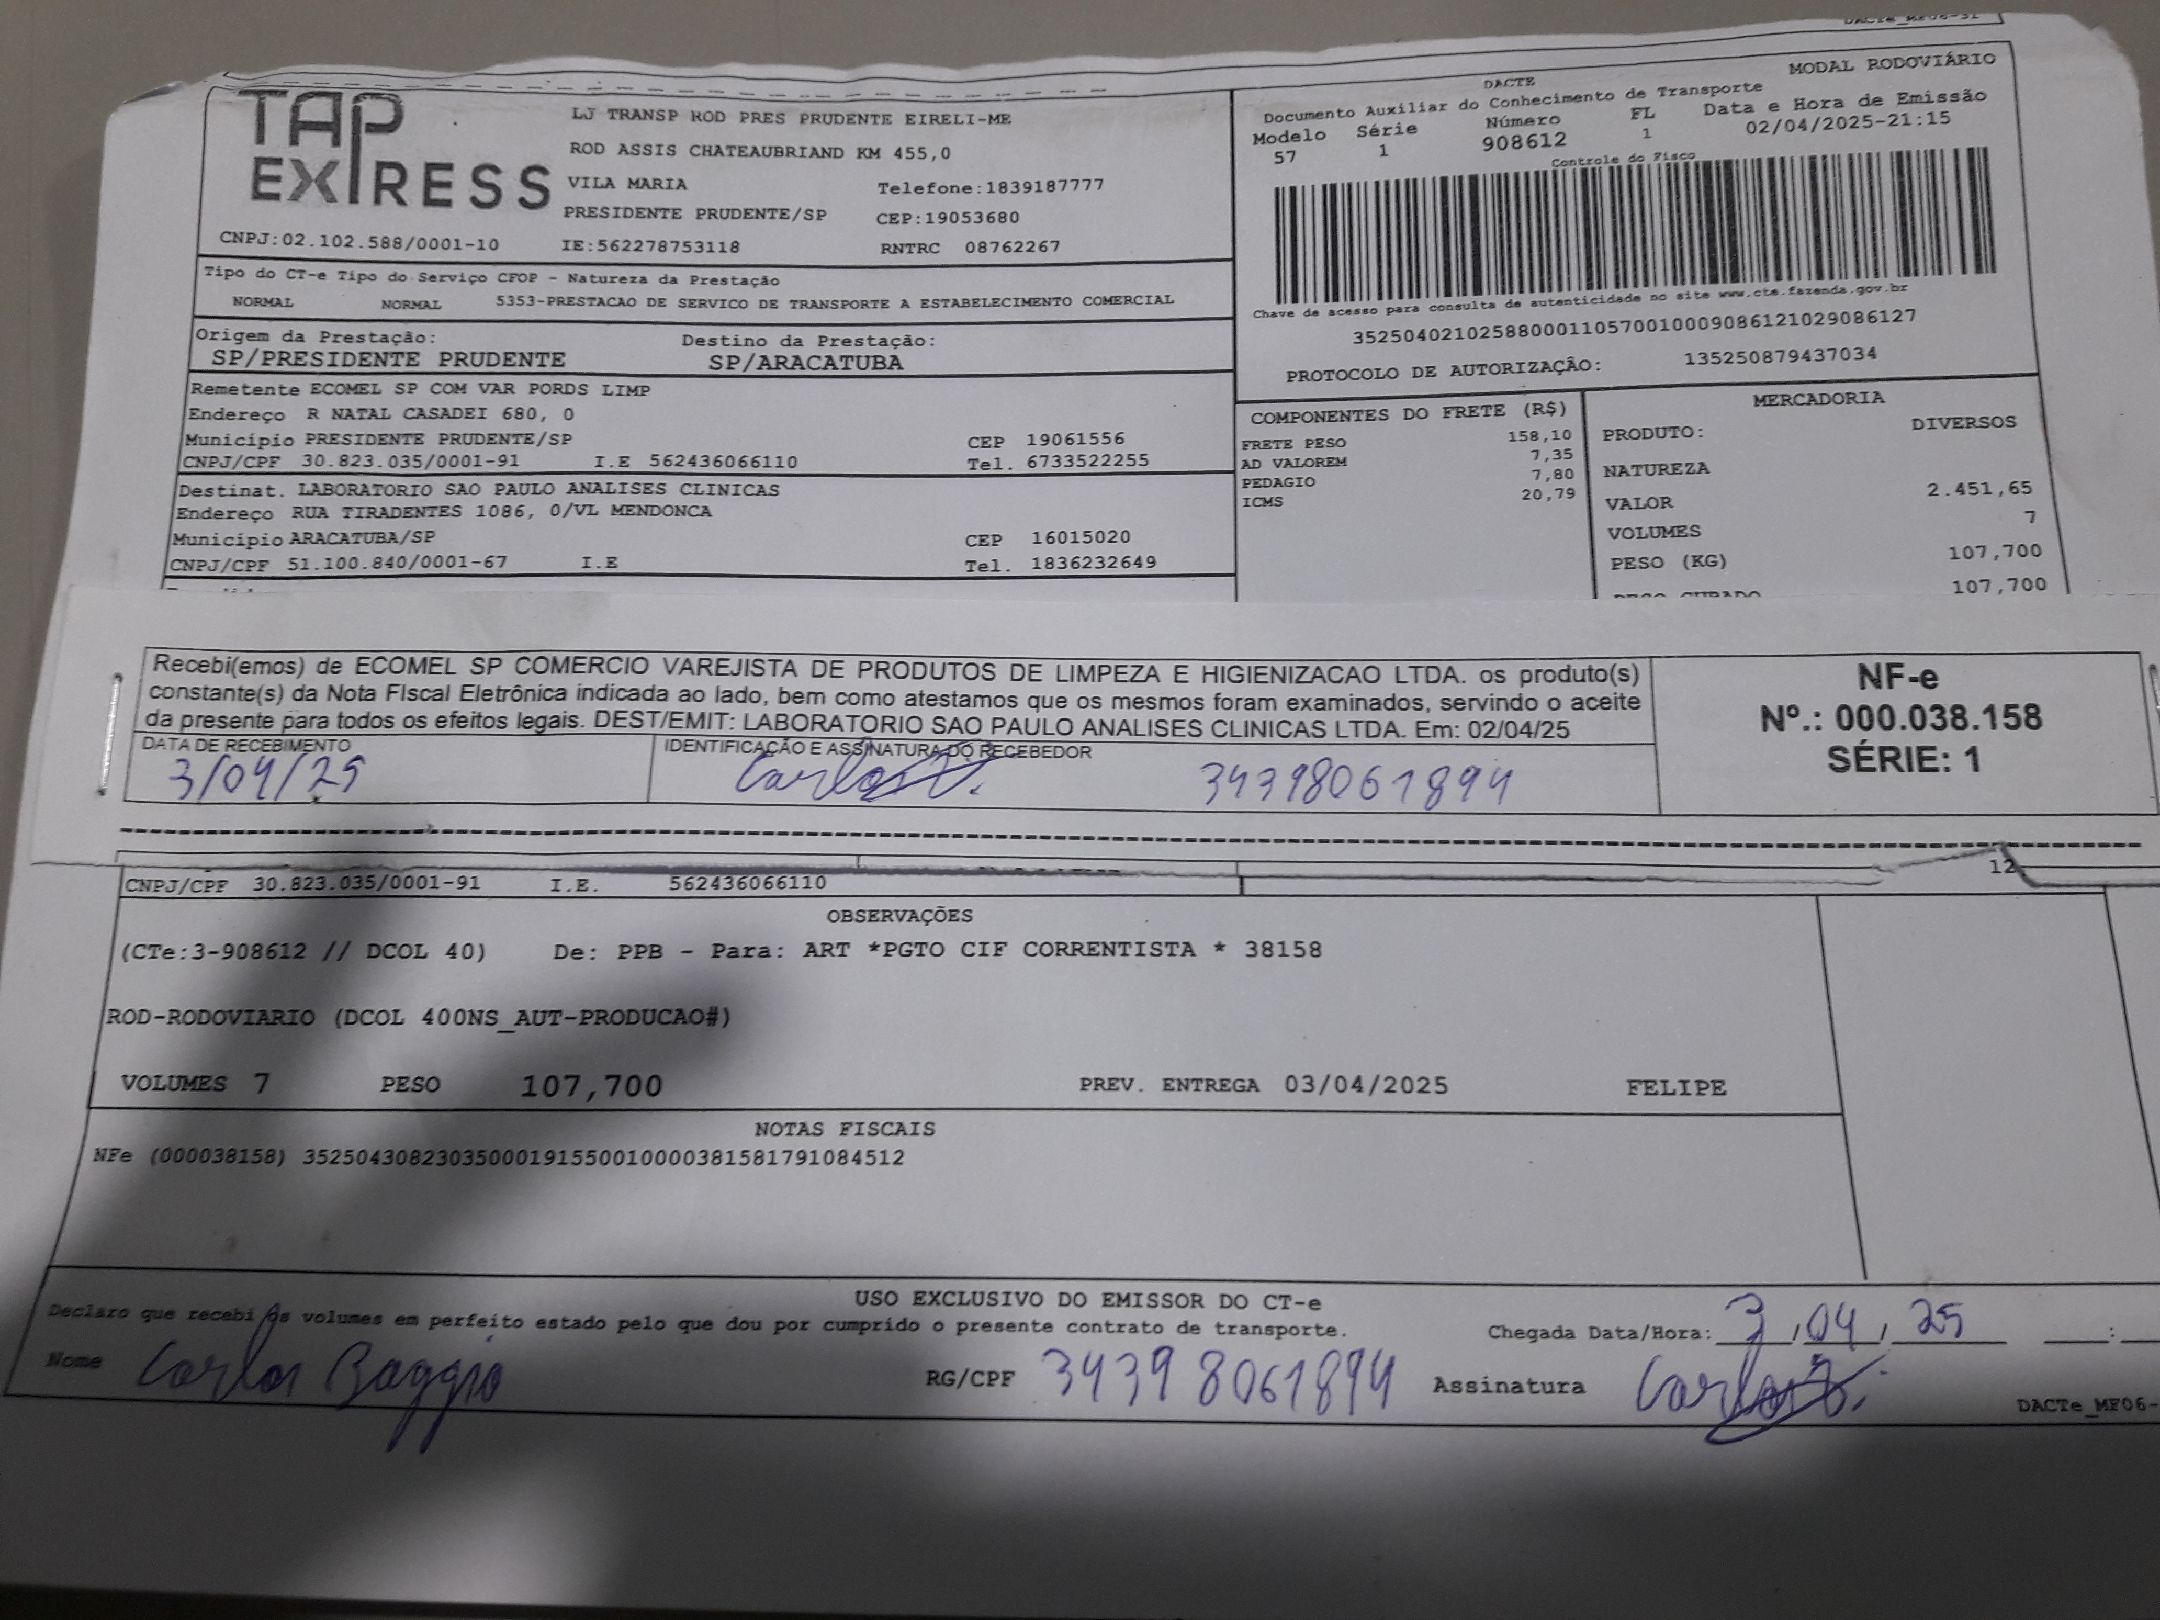 DACTe_MF06-31
TAP EXPRESS
LJ TRANSP ROD PRES PRUDENTE EIRELI-ME
ROD ASSIS CHATEAUBRIAND KM 455,0
VILA MARIA Telefone:1839187777
PRESIDENTE PRUDENTE/SP CEP:19053680
CNPJ:02.102.588/0001-10 IE:562278753118 RNTRC 08762267
DACTE MODAL RODOVIÁRIO
Documento Auxiliar do Conhecimento de Transporte
Modelo Série Número FL Data e Hora de Emissão
57 1 908612 1 02/04/2025-21:15
Controle do Fisco
Chave de acesso para consulta de autenticidade no site www.cte.fazenda.gov.br
35250402102588000110570010009086121029086127
PROTOCOLO DE AUTORIZAÇÃO: 135250879437034
Tipo do CT-e Tipo do Serviço CFOP - Natureza da Prestação
NORMAL NORMAL 5353-PRESTACAO DE SERVICO DE TRANSPORTE A ESTABELECIMENTO COMERCIAL
Origem da Prestação: Destino da Prestação:
SP/PRESIDENTE PRUDENTE SP/ARACATUBA
Remetente ECOMEL SP COM VAR PORDS LIMP
Endereço R NATAL CASADEI 680, 0
Municipio PRESIDENTE PRUDENTE/SP CEP 19061556
CNPJ/CPF 30.823.035/0001-91 I.E 562436066110 Tel. 6733522255
Destinat. LABORATORIO SAO PAULO ANALISES CLINICAS
Endereço RUA TIRADENTES 1086, 0/VL MENDONCA
Municipio ARACATUBA/SP CEP 16015020
CNPJ/CPF 51.100.840/0001-67 I.E Tel. 1836232649
COMPONENTES DO FRETE (R$)
FRETE PESO 158,10
AD VALOREM 7,35
PEDAGIO 7,80
ICMS 20,79
MERCADORIA
PRODUTO: DIVERSOS
NATUREZA
VALOR 2.451,65
VOLUMES 7
PESO (KG) 107,700
PESO CUBADO 107,700
Recebi(emos) de ECOMEL SP COMERCIO VAREJISTA DE PRODUTOS DE LIMPEZA E HIGIENIZACAO LTDA. os produto(s)
constante(s) da Nota FIscal Eletrônica indicada ao lado, bem como atestamos que os mesmos foram examinados, servindo o aceite
da presente para todos os efeitos legais. DEST/EMIT: LABORATORIO SAO PAULO ANALISES CLINICAS LTDA. Em: 02/04/25
DATA DE RECEBIMENTO IDENTIFICAÇÃO E ASSINATURA DO RECEBEDOR
3/04/25 Carlos B. 34398061894
NF-e
Nº.: 000.038.158
SÉRIE: 1
12
CNPJ/CPF 30.823.035/0001-91 I.E. 562436066110
OBSERVAÇÕES
(CTe:3-908612 // DCOL 40) De: PPB - Para: ART *PGTO CIF CORRENTISTA * 38158
ROD-RODOVIARIO (DCOL 400NS_AUT-PRODUCAO#)
VOLUMES 7 PESO 107,700 PREV. ENTREGA 03/04/2025 FELIPE
NOTAS FISCAIS
NFe (000038158) 35250430823035000191550010000381581791084512
USO EXCLUSIVO DO EMISSOR DO CT-e
Declaro que recebi os volumes em perfeito estado pelo que dou por cumprido o presente contrato de transporte.
Chegada Data/Hora: 3 / 04 / 25 :
Nome Carlos Baggio RG/CPF 34398061894 Assinatura Carlos B.
DACTe_MF06-